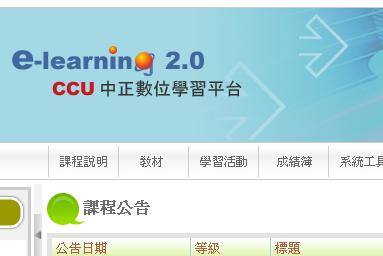 e-learning 2.0
CCU 中正數位學習平台
課程說明 教材 學習活動 成績簿 系統工具
課程公告
公告日期 等級 標題